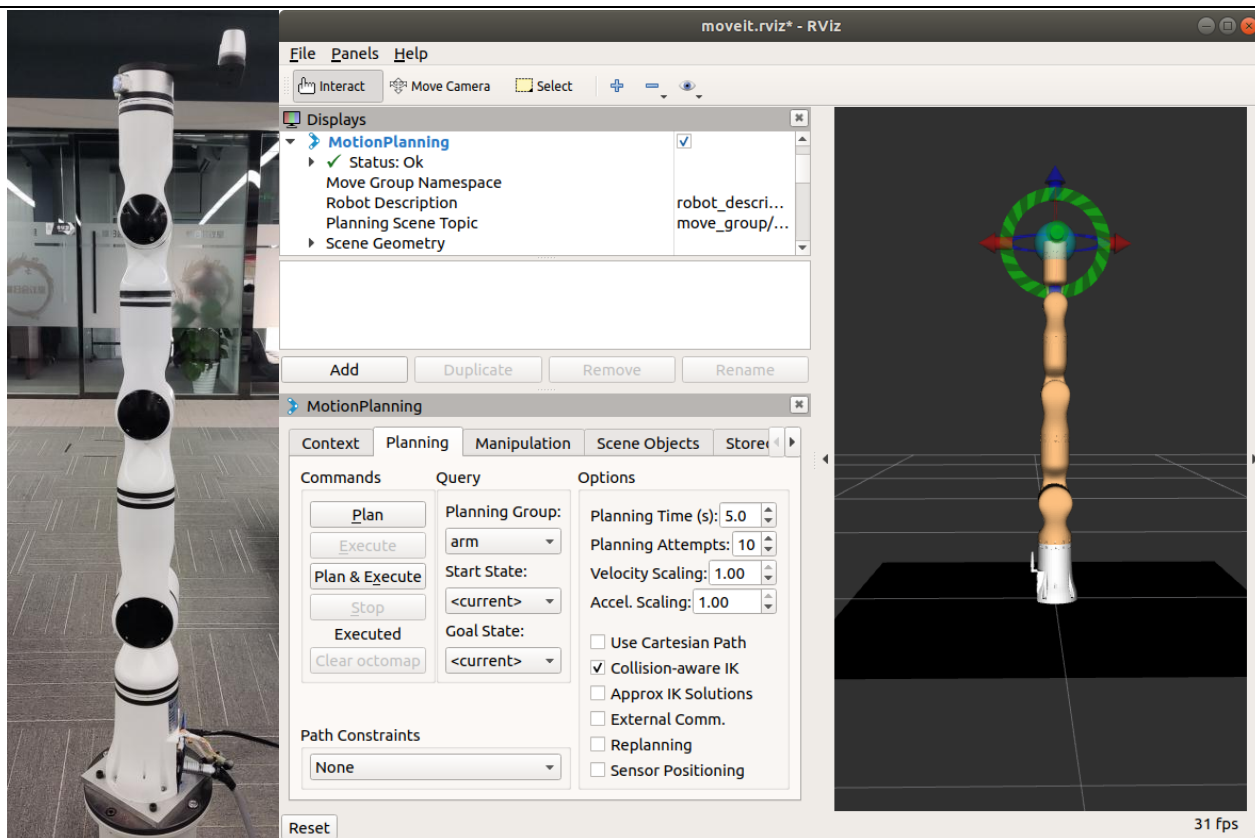 moveit.rviz* - RViz
File Panels Help
Interact Move Camera Select
Displays
MotionPlanning
Status: Ok
Move Group Namespace
Robot Description robot_descri...
Planning Scene Topic move_group/...
Scene Geometry
Add Duplicate Remove Rename
MotionPlanning
Context Planning Manipulation Scene Objects Store
Commands Query Options
Plan
Execute
Plan & Execute
Stop
Executed
Clear octomap
Planning Group:
arm
Start State:
<current>
Goal State:
<current>
Planning Time (s): 5.0
Planning Attempts: 10
Velocity Scaling: 1.00
Accel. Scaling: 1.00
Use Cartesian Path
Collision-aware IK
Approx IK Solutions
External Comm.
Replanning
Sensor Positioning
Path Constraints
None
Reset
31 fps